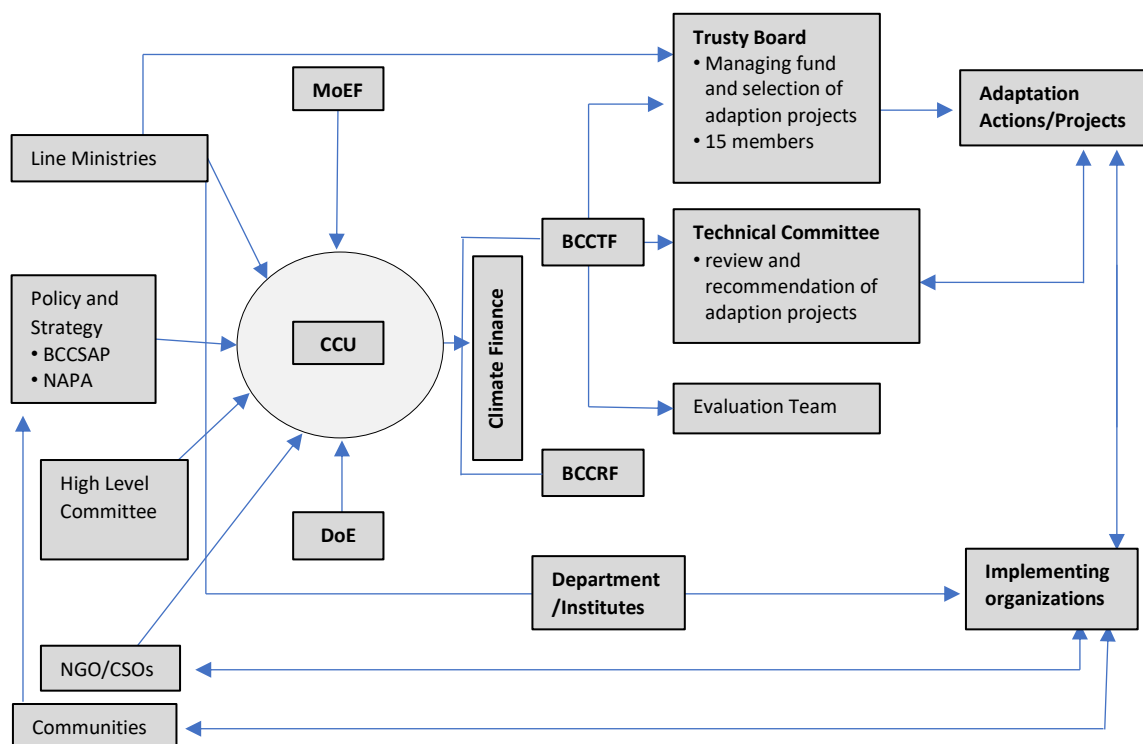 Trusty Board
• Managing fund
and selection of
adaption projects
• 15 members
MoEF
Adaptation
Actions/Projects
Line Ministries
BCCTF
Technical Committee
• review and
recommendation of
adaption projects
Policy and
Strategy
• BCCSAP
• NAPA
CCU
Climate Finance
Evaluation Team
High Level
Committee
BCCRF
DoE
Department
/Institutes
Implementing
organizations
NGO/CSOs
Communities